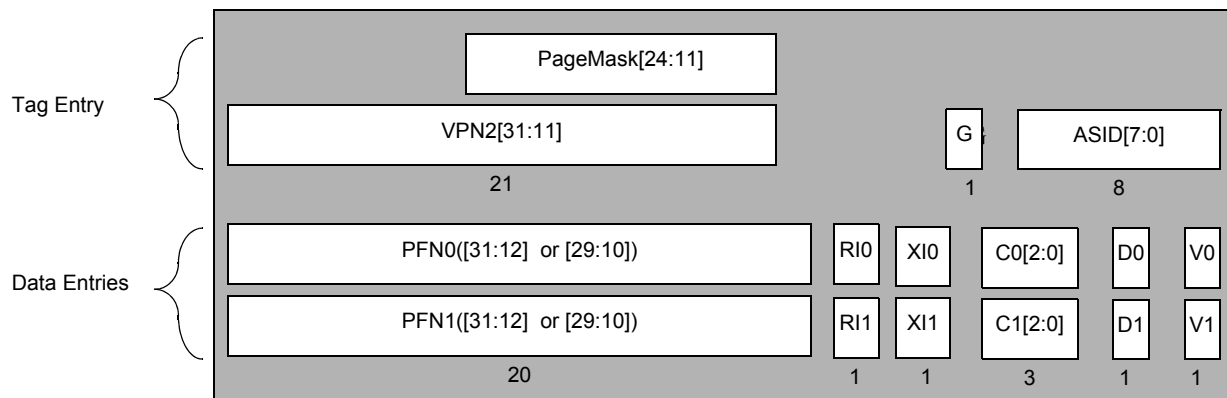 PageMask[24:11]
Tag Entry
VPN2[31:11]
G
ASID[7:0]
21
1
8
PFN0([31:12] or [29:10])
RI0
XI0
C0[2:0]
D0
V0
Data Entries
PFN1([31:12] or [29:10])
RI1
XI1
C1[2:0]
D1
V1
20
1
1
3
1
1